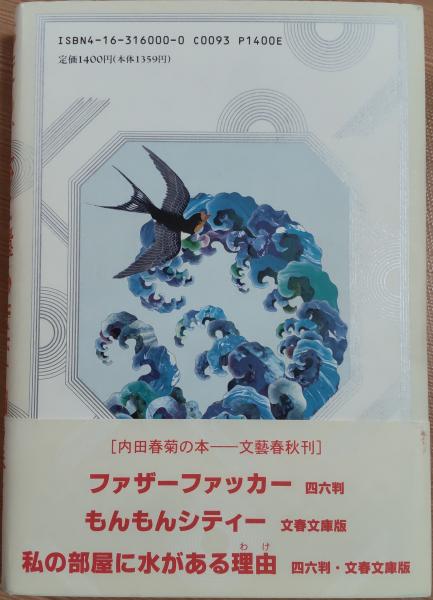 ISBN4-16-316000-0 C0093 P1400E
定価1400円(本体1359円)
[内田春菊の本──文藝春秋刊]
ファザーファッカー 四六判
もんもんシティー 文春文庫版
私の部屋に水がある理由 四六判・文春文庫版
わけ